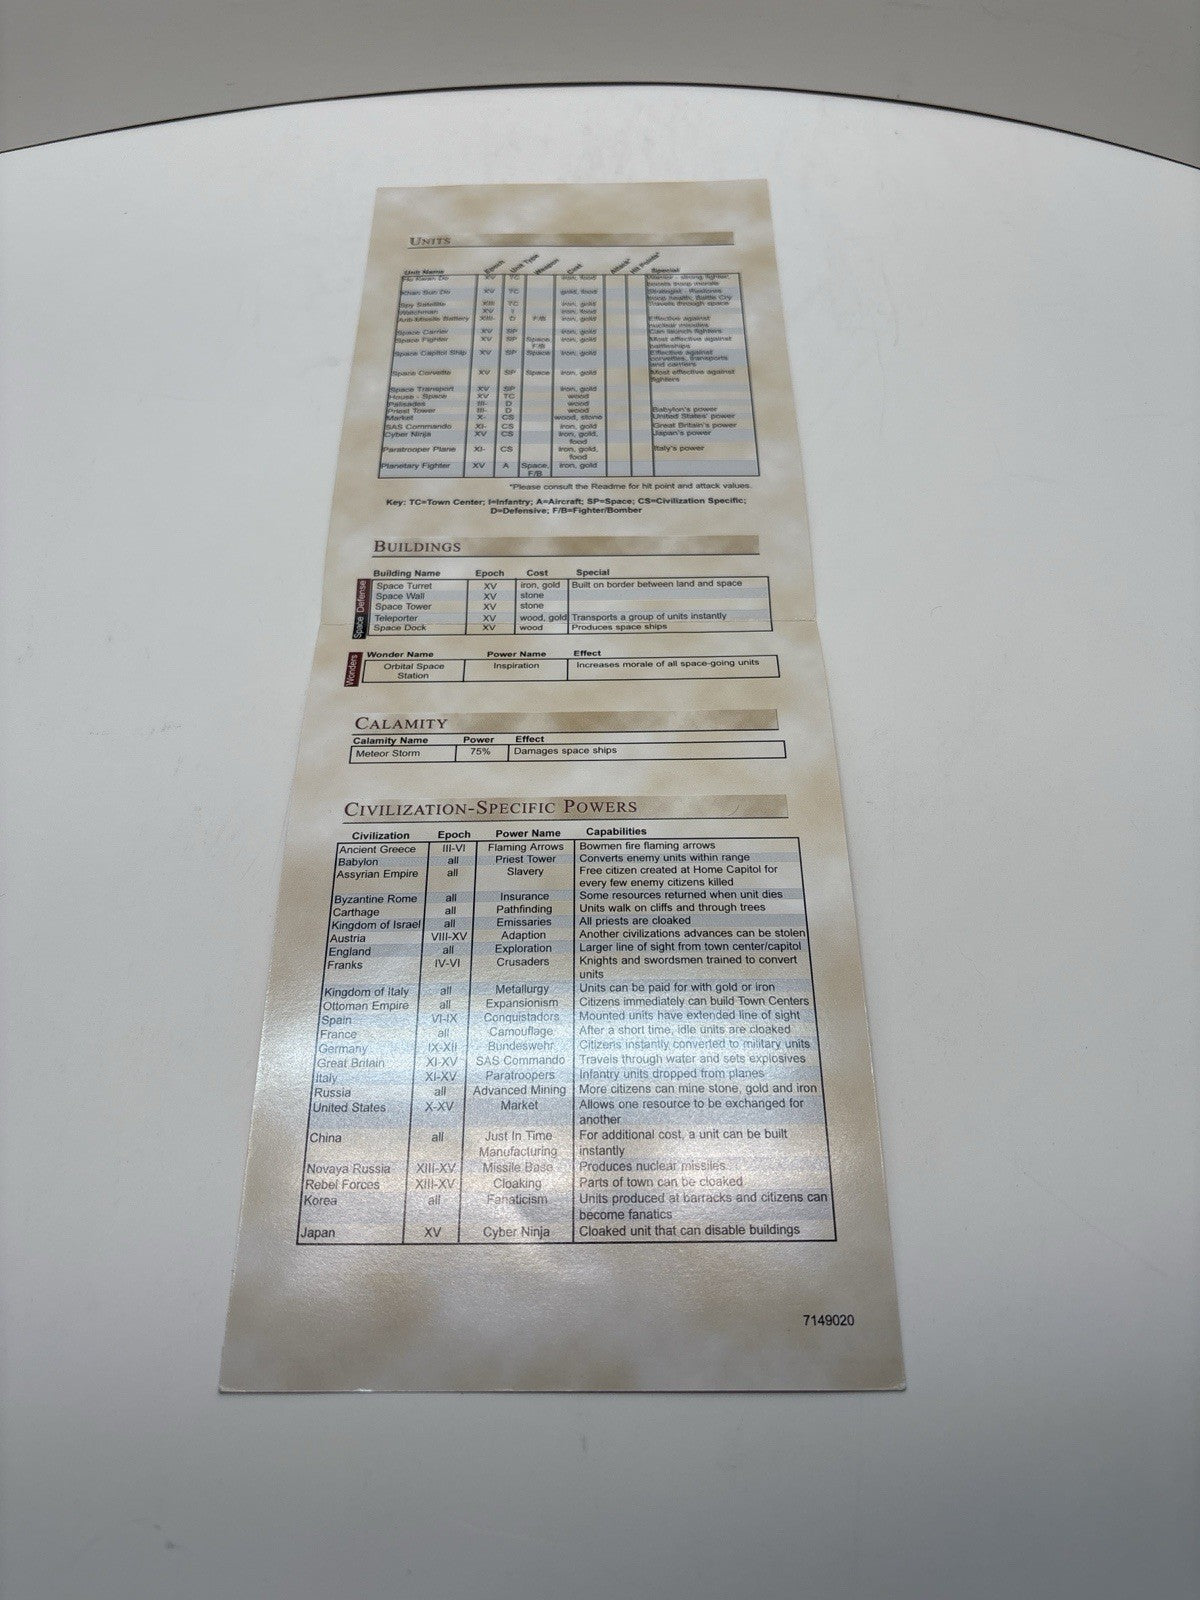 UNITS
Unit Name Epoch Unit Type Weapon Cost Attack* Hit Points* Special
XV TC iron, food Warrior - strong fighter,
boosts troop morale
Khan Sun Do XV TC gold, food Strategist - Restores
troop health, Battle Cry
Spy Satellite XIII TC iron, gold Travels through space
Watchman XV I iron, food
Anti-Missile Battery XIII- D F/B iron, gold Effective against
nuclear missiles
Space Carrier XV SP iron, gold Can launch fighters
Space Fighter XV SP Space, iron, gold Most effective against
F/B battleships
Space Capitol Ship XV SP Space iron, gold Effective against
corvettes, transports
and carriers
Space Corvette XV SP Space iron, gold Most effective against
fighters
Space Transport XV SP iron, gold
House - Space XV TC wood
Palisades III- D wood
Priest Tower III- D wood Babylon's power
Market X- CS wood, stone United States' power
SAS Commando XI- CS iron, gold Great Britain's power
Cyber Ninja XV CS iron, gold, Japan's power
food
Paratrooper Plane XI- CS iron, gold, Italy's power
food
Planetary Fighter XV A Space, iron, gold
F/B
*Please consult the Readme for hit point and attack values.
Key: TC=Town Center; I=Infantry; A=Aircraft; SP=Space; CS=Civilization Specific;
D=Defensive; F/B=Fighter/Bomber
BUILDINGS
Building Name Epoch Cost Special
Space Defense
Space Turret XV iron, gold Built on border between land and space
Space Wall XV stone
Space Tower XV stone
Teleporter XV wood, gold Transports a group of units instantly
Space Dock XV wood Produces space ships
Wonders
Wonder Name Power Name Effect
Orbital Space Inspiration Increases morale of all space-going units
Station
CALAMITY
Calamity Name Power Effect
Meteor Storm 75% Damages space ships
CIVILIZATION-SPECIFIC POWERS
Civilization Epoch Power Name Capabilities
Ancient Greece III-VI Flaming Arrows Bowmen fire flaming arrows
Babylon all Priest Tower Converts enemy units within range
Assyrian Empire all Slavery Free citizen created at Home Capitol for
every few enemy citizens killed
Byzantine Rome all Insurance Some resources returned when unit dies
Carthage all Pathfinding Units walk on cliffs and through trees
Kingdom of Israel all Emissaries All priests are cloaked
Austria VIII-XV Adaption Another civilizations advances can be stolen
England all Exploration Larger line of sight from town center/capitol
Franks IV-VI Crusaders Knights and swordsmen trained to convert
units
Kingdom of Italy all Metallurgy Units can be paid for with gold or iron
Ottoman Empire all Expansionism Citizens immediately can build Town Centers
Spain VI-IX Conquistadors Mounted units have extended line of sight
France all Camouflage After a short time, idle units are cloaked
Germany IX-XII Bundeswehr Citizens instantly converted to military units
Great Britain XI-XV SAS Commando Travels through water and sets explosives
Italy XI-XV Paratroopers Infantry units dropped from planes
Russia all Advanced Mining More citizens can mine stone, gold and iron
United States X-XV Market Allows one resource to be exchanged for
another
China all Just In Time For additional cost, a unit can be built
Manufacturing instantly
Novaya Russia XIII-XV Missile Base Produces nuclear missiles
Rebel Forces XIII-XV Cloaking Parts of town can be cloaked
Korea all Fanaticism Units produced at barracks and citizens can
become fanatics
Japan XV Cyber Ninja Cloaked unit that can disable buildings
7149020